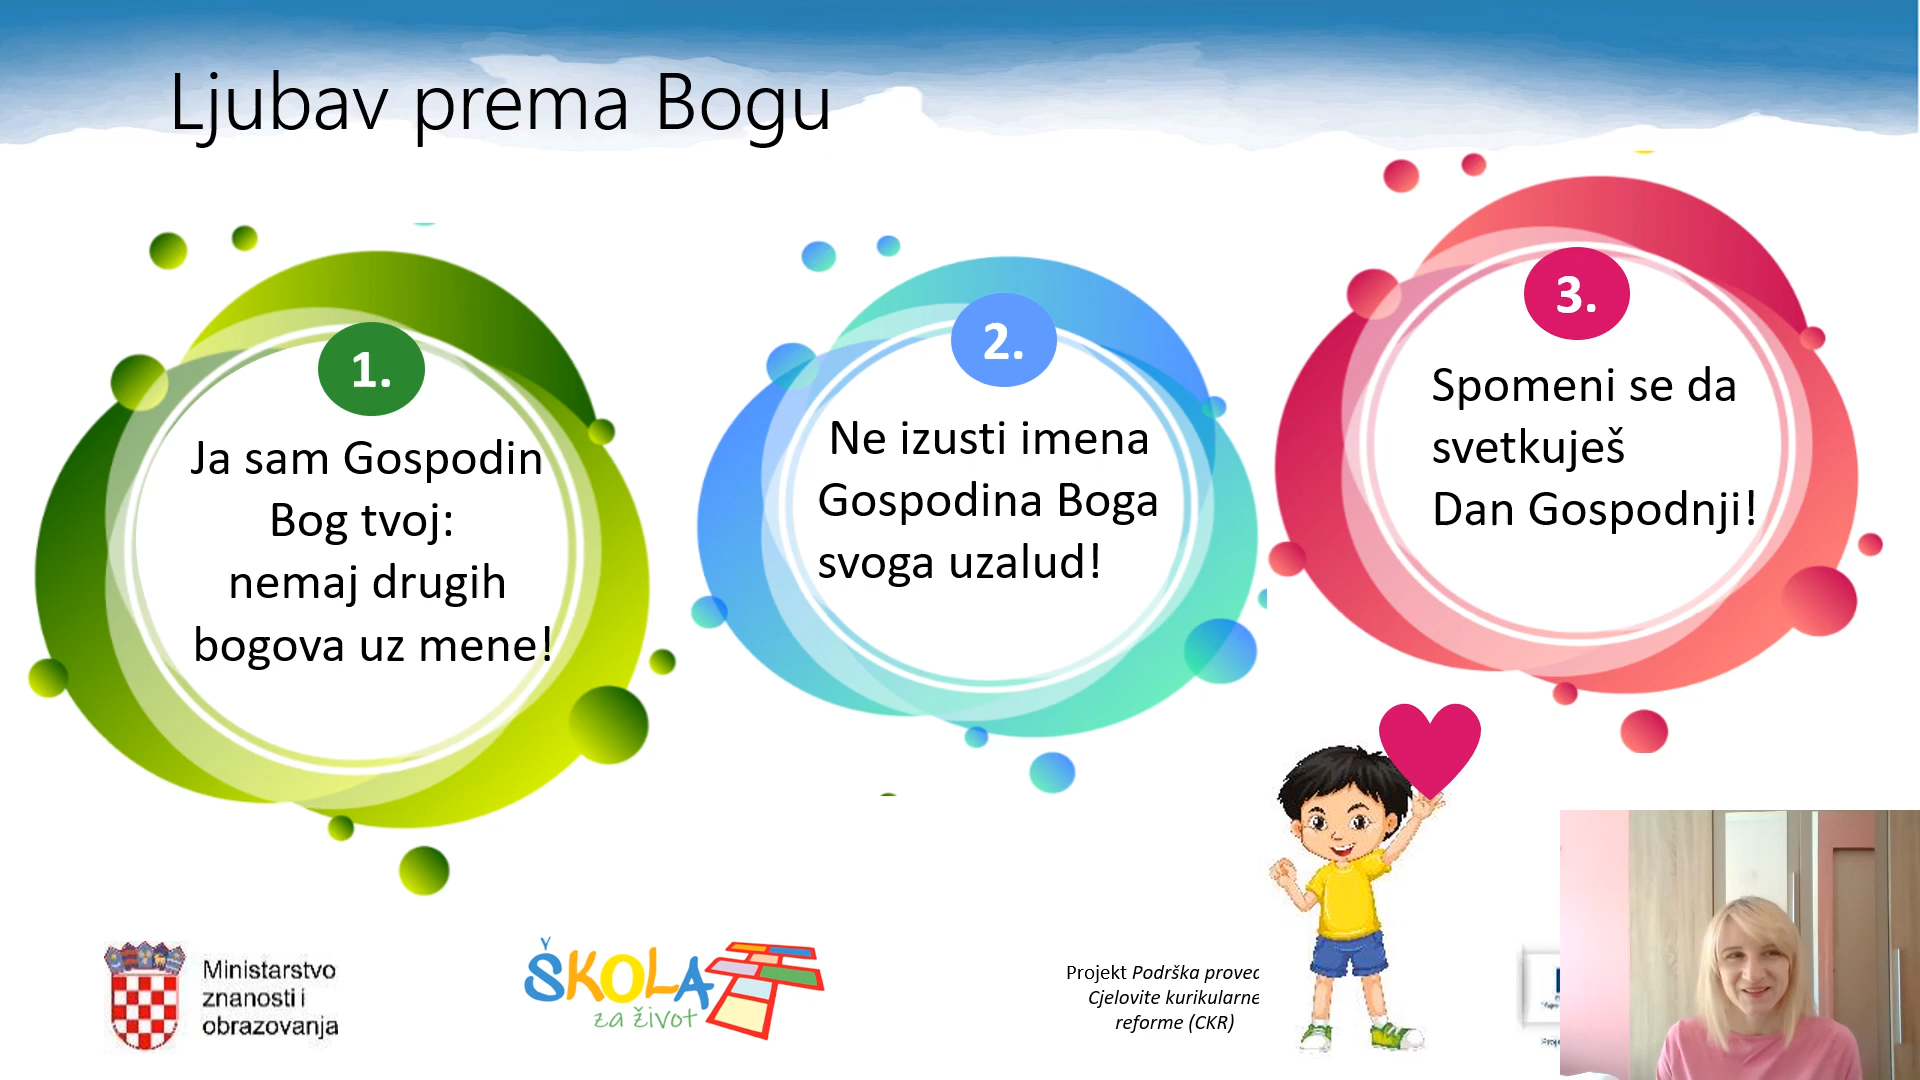 Ljubav prema Bogu
1.
Ja sam Gospodin
Bog tvoj:
nemaj drugih
bogova uz mene!
2.
Ne izusti imena
Gospodina Boga
svoga uzalud!
3.
Spomeni se da
svetkuješ
Dan Gospodnji!
Ministarstvo
znanosti i
obrazovanja
ŠKOLA
za život
Projekt Podrška proved
Cjelovite kurikularne
reforme (CKR)